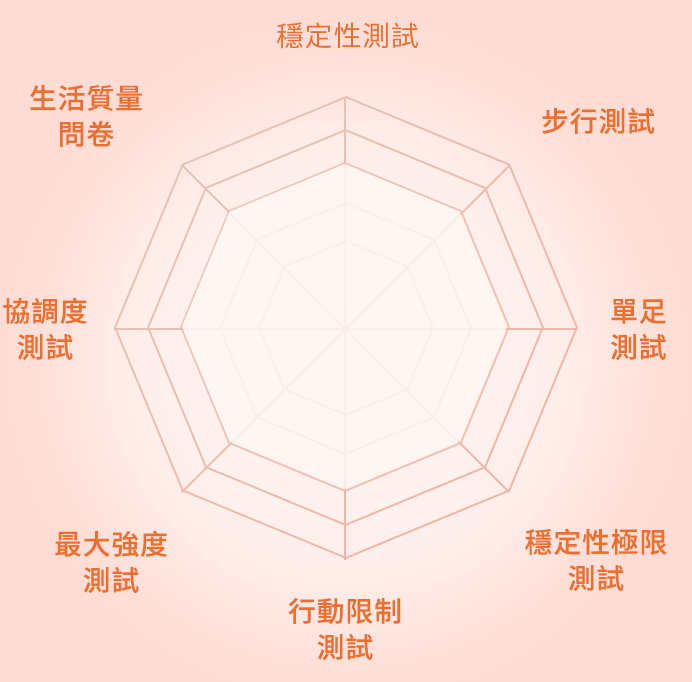 穩定性測試
生活質量
問卷
步行測試
協調度
測試
單足
測試
最大強度
測試
穩定性極限
測試
行動限制
測試